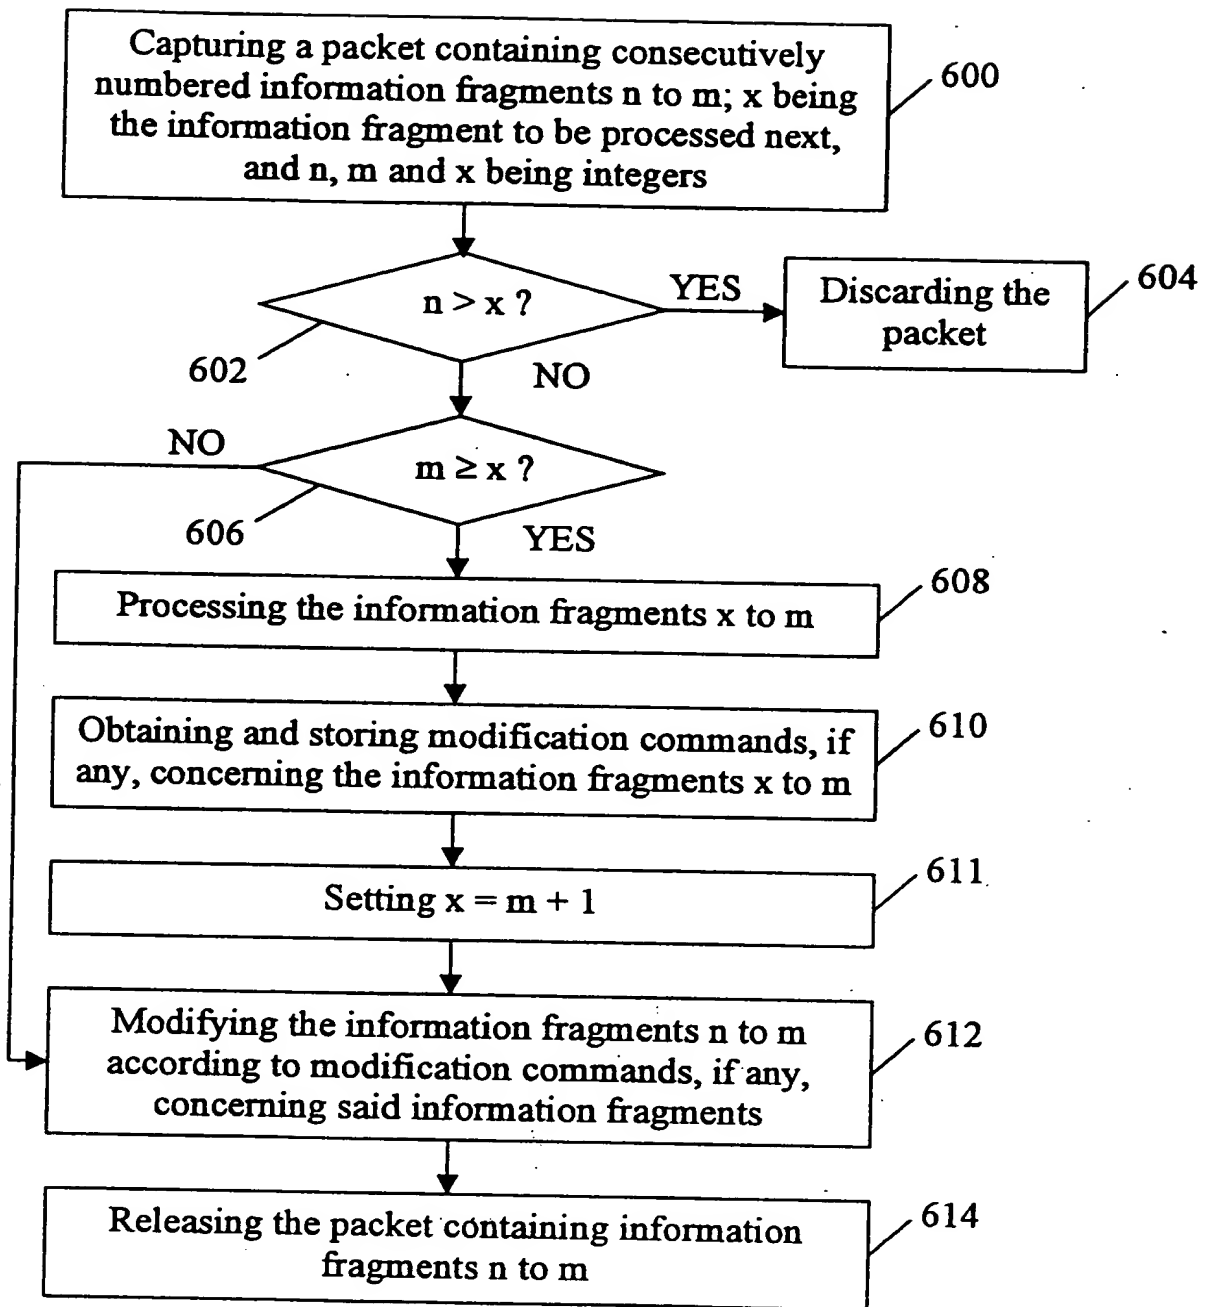 Capturing a packet containing consecutively
numbered information fragments n to m; x being
the information fragment to be processed next,
and n, m and x being integers
600
n > x ?
YES
Discarding the
packet
604
602
NO
NO
m ≥ x ?
606
YES
Processing the information fragments x to m
608
Obtaining and storing modification commands, if
any, concerning the information fragments x to m
610
Setting x = m + 1
611
Modifying the information fragments n to m
according to modification commands, if any,
concerning said information fragments
612
Releasing the packet containing information
fragments n to m
614